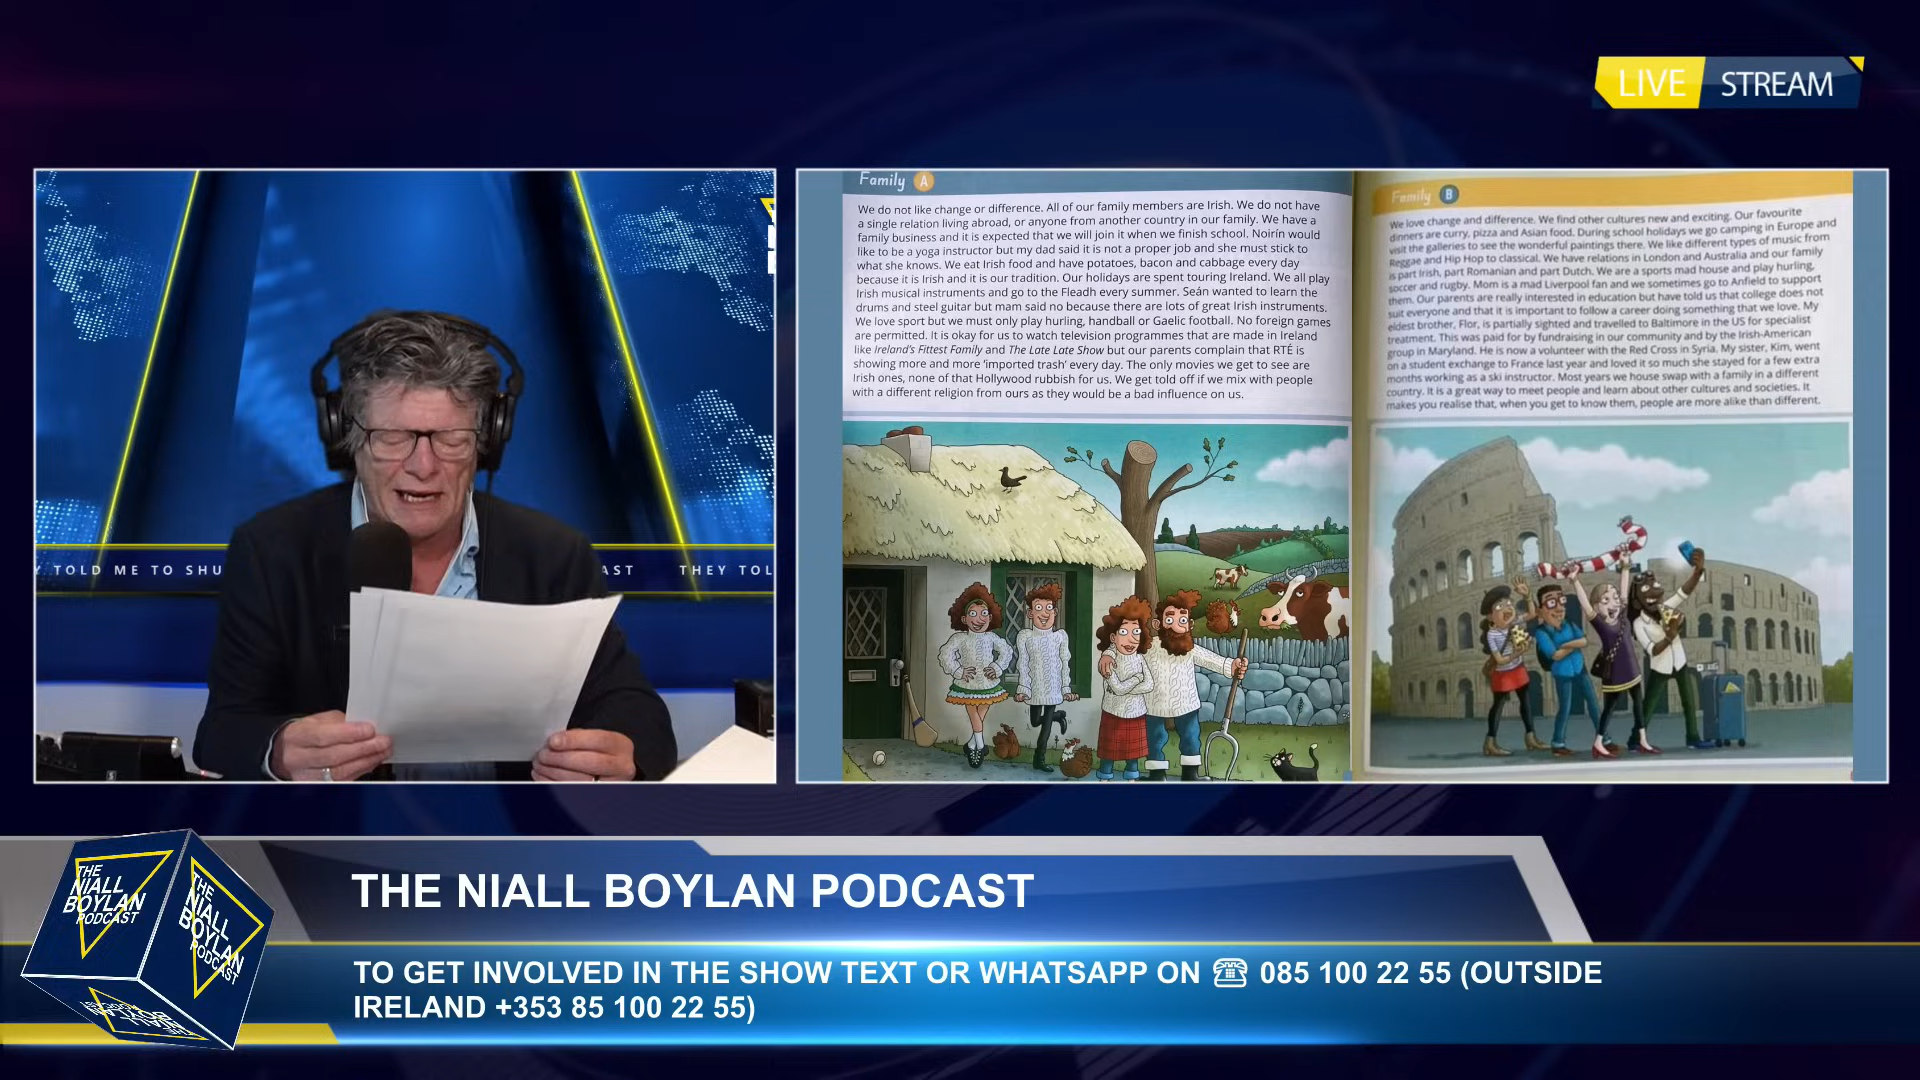 LIVE STREAM
Family A
We do not like change or difference. All of our family members are Irish. We do not have
a single relation living abroad, or anyone from another country in our family. We have a
family business and it is expected that we will join it when we finish school. Noirín would
like to be a yoga instructor but my dad said it is not a proper job and she must stick to
what she knows. We eat Irish food and have potatoes, bacon and cabbage every day
because it is Irish and it is our tradition. Our holidays are spent touring Ireland. We all play
Irish musical instruments and go to the Fleadh every summer. Seán wanted to learn the
drums and steel guitar but mam said no because there are lots of great Irish instruments.
We love sport but we must only play hurling, handball or Gaelic football. No foreign games
are permitted. It is okay for us to watch television programmes that are made in Ireland
like Ireland's Fittest Family and The Late Late Show but our parents complain that RTÉ is
showing more and more ‘imported trash’ every day. The only movies we get to see are
Irish ones, none of that Hollywood rubbish for us. We get told off if we mix with people
with a different religion from ours as they would be a bad influence on us.
Family B
We love change and difference. We find other cultures new and exciting. Our favourite
dinners are curry, pizza and Asian food. During school holidays we go camping in Europe and
visit the galleries to see the wonderful paintings there. We like different types of music from
Reggae and Hip Hop to classical. We have relations in London and Australia and our family
is part Irish, part Romanian and part Dutch. We are a sports mad house and play hurling,
soccer and rugby. Mom is a mad Liverpool fan and we sometimes go to Anfield to support
them. Our parents are really interested in education but have told us that college does not
suit everyone and that it is important to follow a career doing something that we love. My
eldest brother, Flor, is partially sighted and travelled to Baltimore in the US for specialist
treatment. This was paid for by fundraising in our community and by the Irish-American
group in Maryland. He is now a volunteer with the Red Cross in Syria. My sister, Kim, went
on a student exchange to France last year and loved it so much she stayed for a few extra
months working as a ski instructor. Most years we house swap with a family in a different
country. It is a great way to meet people and learn about other cultures and societies. It
makes you realise that, when you get to know them, people are more alike than different.
Y TOLD ME TO SHU
AST THEY TOL
THE NIALL BOYLAN PODCAST
TO GET INVOLVED IN THE SHOW TEXT OR WHATSAPP ON ☎ 085 100 22 55 (OUTSIDE
IRELAND +353 85 100 22 55)
THE
NIALL
BOYLAN
PODCAST
THE
NIALL
BOYLAN
PODCAST